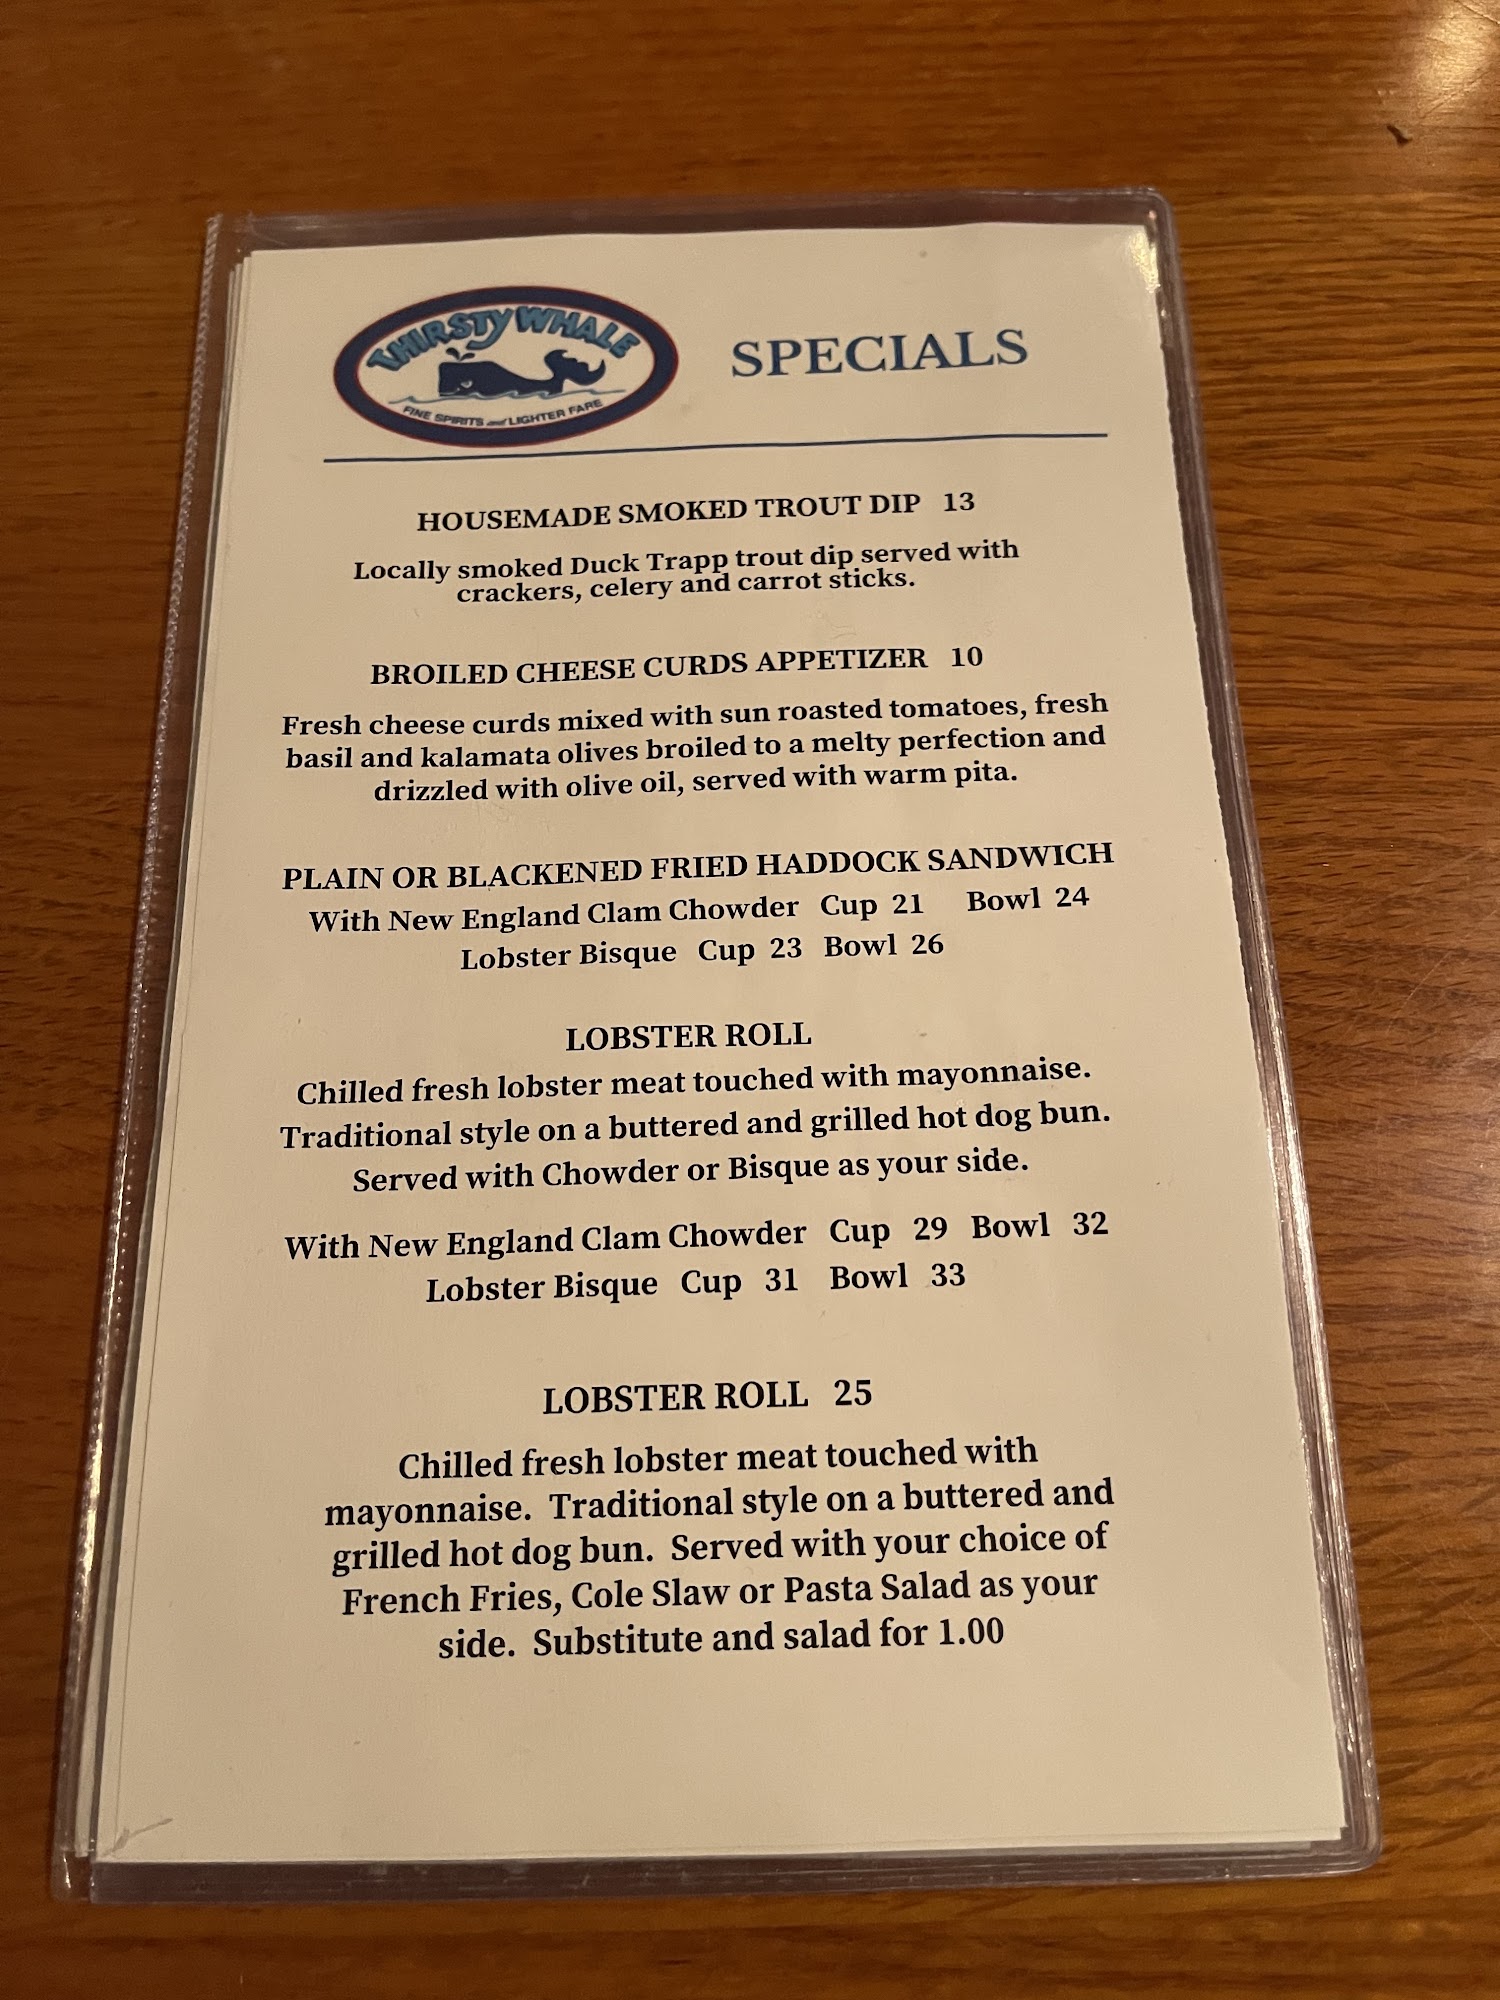 THIRSTY WHALE
FINE SPIRITS and LIGHTER FARE
SPECIALS
HOUSEMADE SMOKED TROUT DIP 13
Locally smoked Duck Trapp trout dip served with
crackers, celery and carrot sticks.
BROILED CHEESE CURDS APPETIZER 10
Fresh cheese curds mixed with sun roasted tomatoes, fresh
basil and kalamata olives broiled to a melty perfection and
drizzled with olive oil, served with warm pita.
PLAIN OR BLACKENED FRIED HADDOCK SANDWICH
With New England Clam Chowder Cup 21 Bowl 24
Lobster Bisque Cup 23 Bowl 26
LOBSTER ROLL
Chilled fresh lobster meat touched with mayonnaise.
Traditional style on a buttered and grilled hot dog bun.
Served with Chowder or Bisque as your side.
With New England Clam Chowder Cup 29 Bowl 32
Lobster Bisque Cup 31 Bowl 33
LOBSTER ROLL 25
Chilled fresh lobster meat touched with
mayonnaise. Traditional style on a buttered and
grilled hot dog bun. Served with your choice of
French Fries, Cole Slaw or Pasta Salad as your
side. Substitute and salad for 1.00